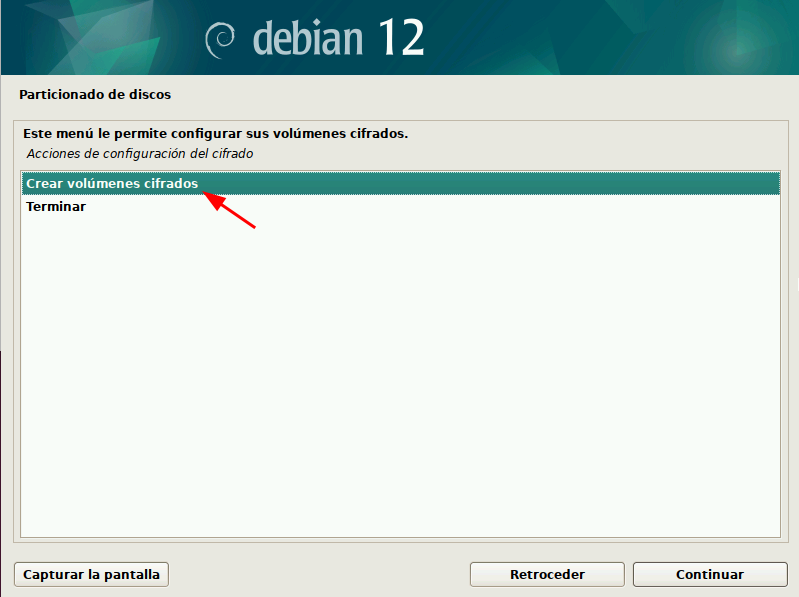 debian 12
Particionado de discos
Este menú le permite configurar sus volúmenes cifrados.
Acciones de configuración del cifrado
Crear volúmenes cifrados
Terminar
Capturar la pantalla
Retroceder
Continuar